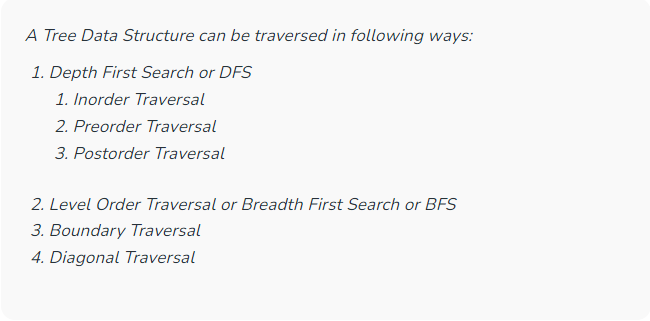 A Tree Data Structure can be traversed in following ways:
1. Depth First Search or DFS
1. Inorder Traversal
2. Preorder Traversal
3. Postorder Traversal
2. Level Order Traversal or Breadth First Search or BFS
3. Boundary Traversal
4. Diagonal Traversal